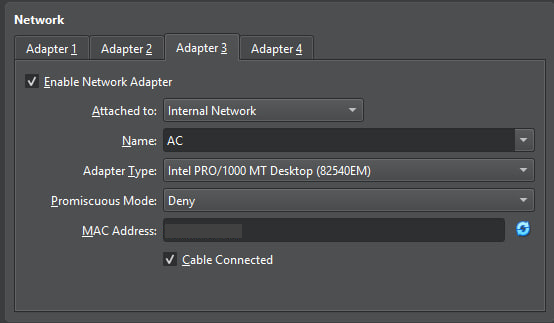 Network
Adapter 1 Adapter 2 Adapter 3 Adapter 4
Enable Network Adapter
Attached to: Internal Network
Name: AC
Adapter Type: Intel PRO/1000 MT Desktop (82540EM)
Promiscuous Mode: Deny
MAC Address:
Cable Connected